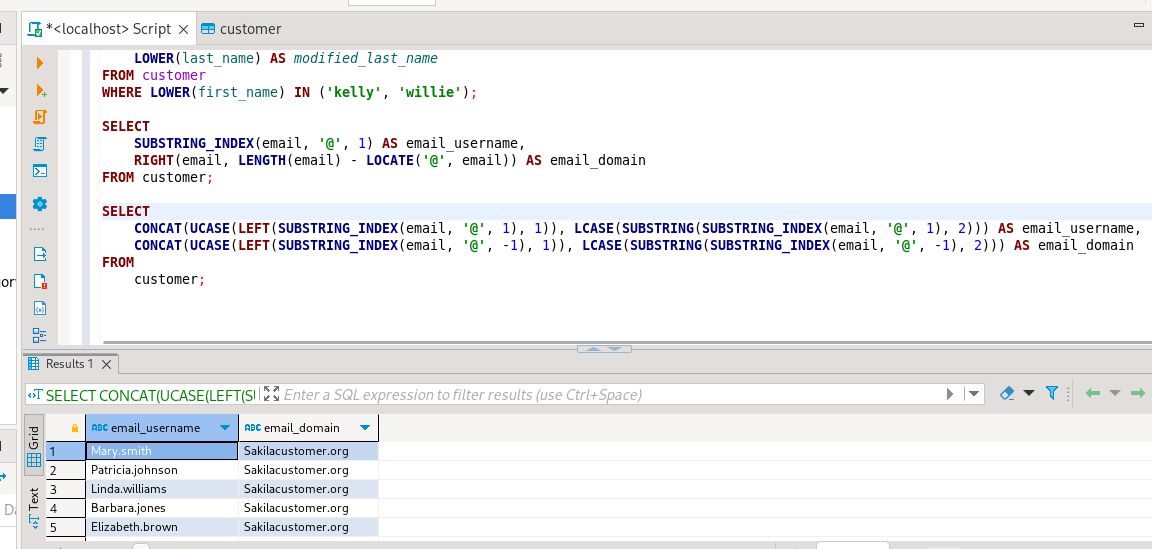 *<localhost> Script
customer
LOWER(last_name) AS modified_last_name
FROM customer
WHERE LOWER(first_name) IN ('kelly', 'willie');
SELECT
SUBSTRING_INDEX(email, '@', 1) AS email_username,
RIGHT(email, LENGTH(email) - LOCATE('@', email)) AS email_domain
FROM customer;
SELECT
CONCAT(UCASE(LEFT(SUBSTRING_INDEX(email, '@', 1), 1)), LCASE(SUBSTRING(SUBSTRING_INDEX(email, '@', 1), 2))) AS email_username,
CONCAT(UCASE(LEFT(SUBSTRING_INDEX(email, '@', -1), 1)), LCASE(SUBSTRING(SUBSTRING_INDEX(email, '@', -1), 2))) AS email_domain
FROM
customer;
Results 1
SELECT CONCAT(UCASE(LEFT(SU
Enter a SQL expression to filter results (use Ctrl+Space)
Grid
Text
ABC email_username ABC email_domain
1 Mary.smith Sakilacustomer.org
2 Patricia.johnson Sakilacustomer.org
3 Linda.williams Sakilacustomer.org
4 Barbara.jones Sakilacustomer.org
5 Elizabeth.brown Sakilacustomer.org